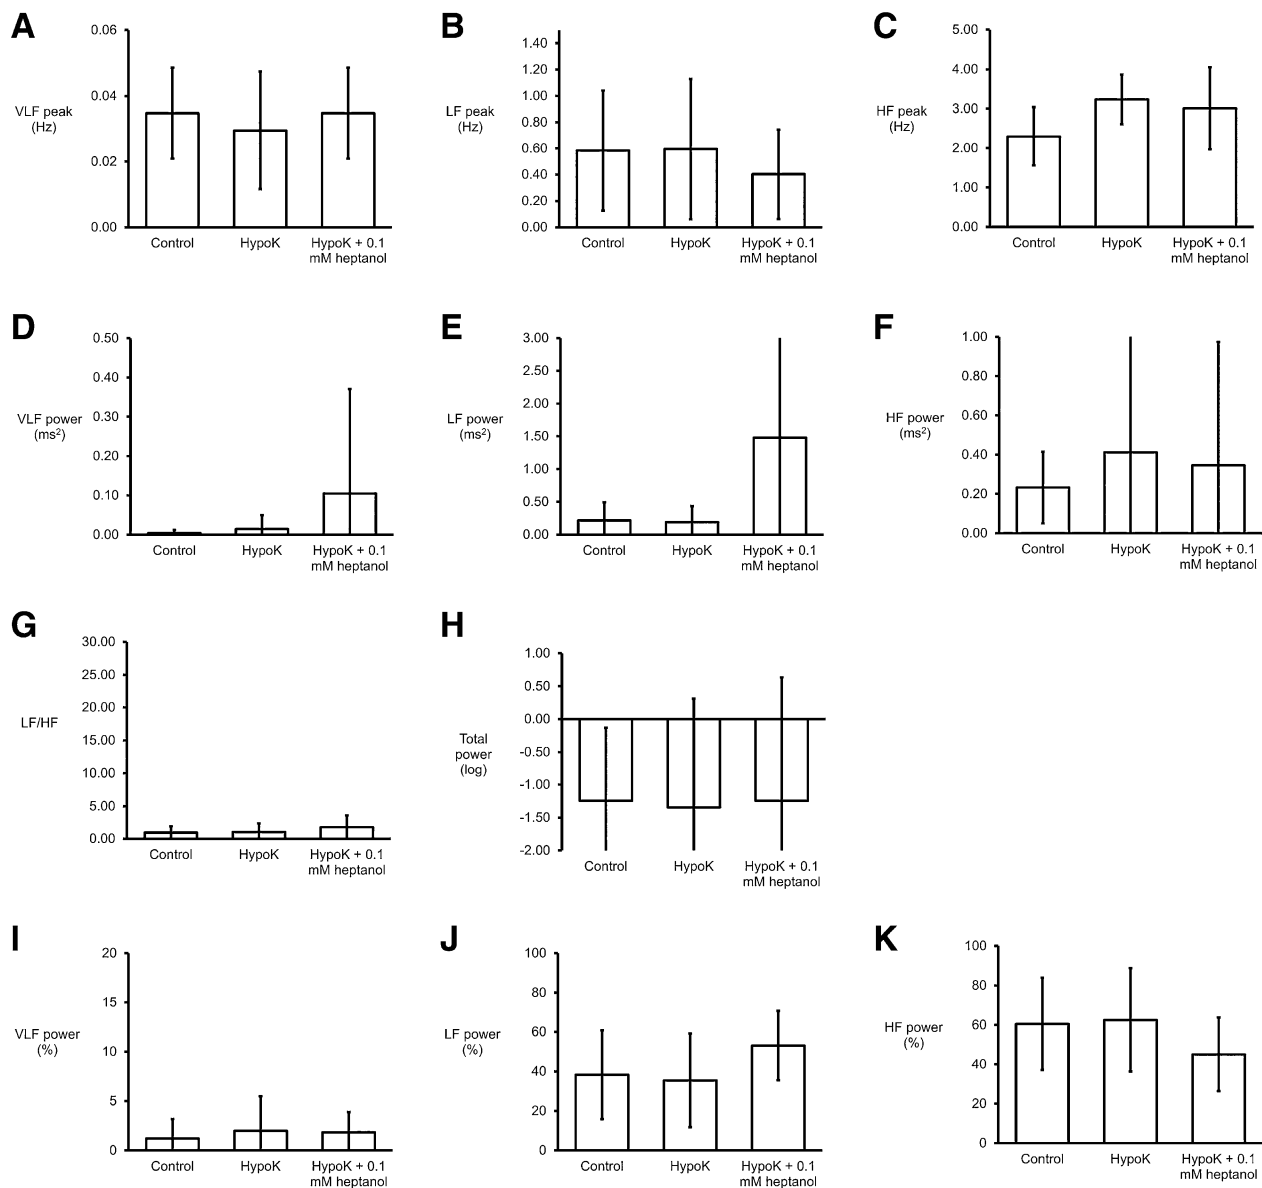 A
0.06
0.04
0.02
0.00
VLF peak
(Hz)
Control
HypoK
HypoK + 0.1
mM heptanol
B
1.40
1.20
1.00
0.80
0.60
0.40
0.20
0.00
LF peak
(Hz)
Control
HypoK
HypoK + 0.1
mM heptanol
C
5.00
4.00
3.00
2.00
1.00
0.00
HF peak
(Hz)
Control
HypoK
HypoK + 0.1
mM heptanol
D
0.50
0.40
0.30
0.20
0.10
0.00
VLF power
(ms²)
Control
HypoK
HypoK + 0.1
mM heptanol
E
3.00
2.50
2.00
1.50
1.00
0.50
0.00
LF power
(ms²)
Control
HypoK
HypoK + 0.1
mM heptanol
F
1.00
0.80
0.60
0.40
0.20
0.00
HF power
(ms²)
Control
HypoK
HypoK + 0.1
mM heptanol
G
30.00
25.00
20.00
15.00
10.00
5.00
0.00
LF/HF
Control
HypoK
HypoK + 0.1
mM heptanol
H
1.00
0.50
0.00
-0.50
-1.00
-1.50
-2.00
Total
power
(log)
Control
HypoK
HypoK + 0.1
mM heptanol
I
20
15
10
5
0
VLF power
(%)
Control
HypoK
HypoK + 0.1
mM heptanol
J
100
80
60
40
20
0
LF power
(%)
Control
HypoK
HypoK + 0.1
mM heptanol
K
100
80
60
40
20
0
HF power
(%)
Control
HypoK
HypoK + 0.1
mM heptanol